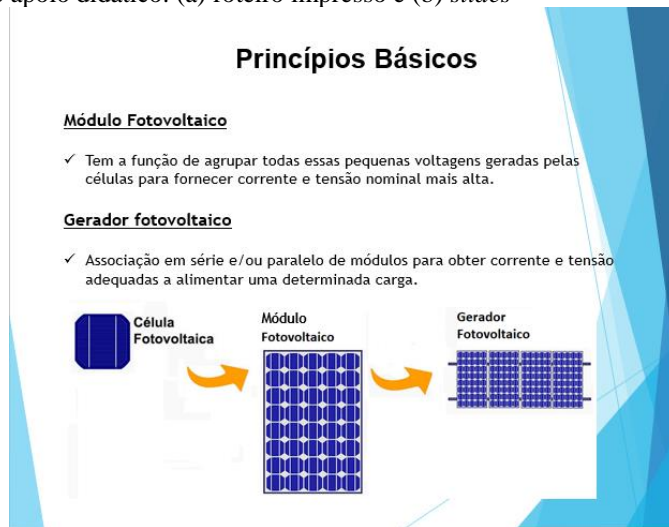 apoio didático: (a) roteiro impresso e (b) slides
Princípios Básicos
Módulo Fotovoltaico
✓ Tem a função de agrupar todas essas pequenas voltagens geradas pelas
células para fornecer corrente e tensão nominal mais alta.
Gerador fotovoltaico
✓ Associação em série e/ou paralelo de módulos para obter corrente e tensão
adequadas a alimentar uma determinada carga.
Célula
Fotovoltaica
Módulo
Fotovoltaico
Gerador
Fotovoltaico